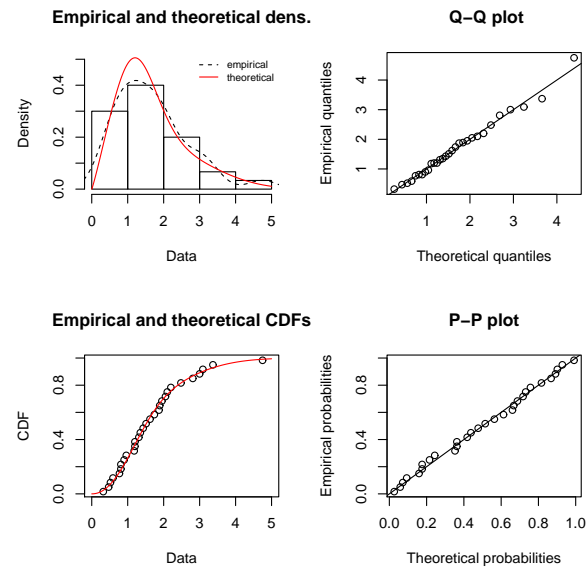 Empirical and theoretical dens.
Density
0.0 0.2 0.4
empirical
theoretical
0 1 2 3 4 5
Data
Q−Q plot
Empirical quantiles
1 2 3 4
1 2 3 4
Theoretical quantiles
Empirical and theoretical CDFs
CDF
0.0 0.4 0.8
0 1 2 3 4 5
Data
P−P plot
Empirical probabilities
0.0 0.4 0.8
0.0 0.2 0.4 0.6 0.8 1.0
Theoretical probabilities